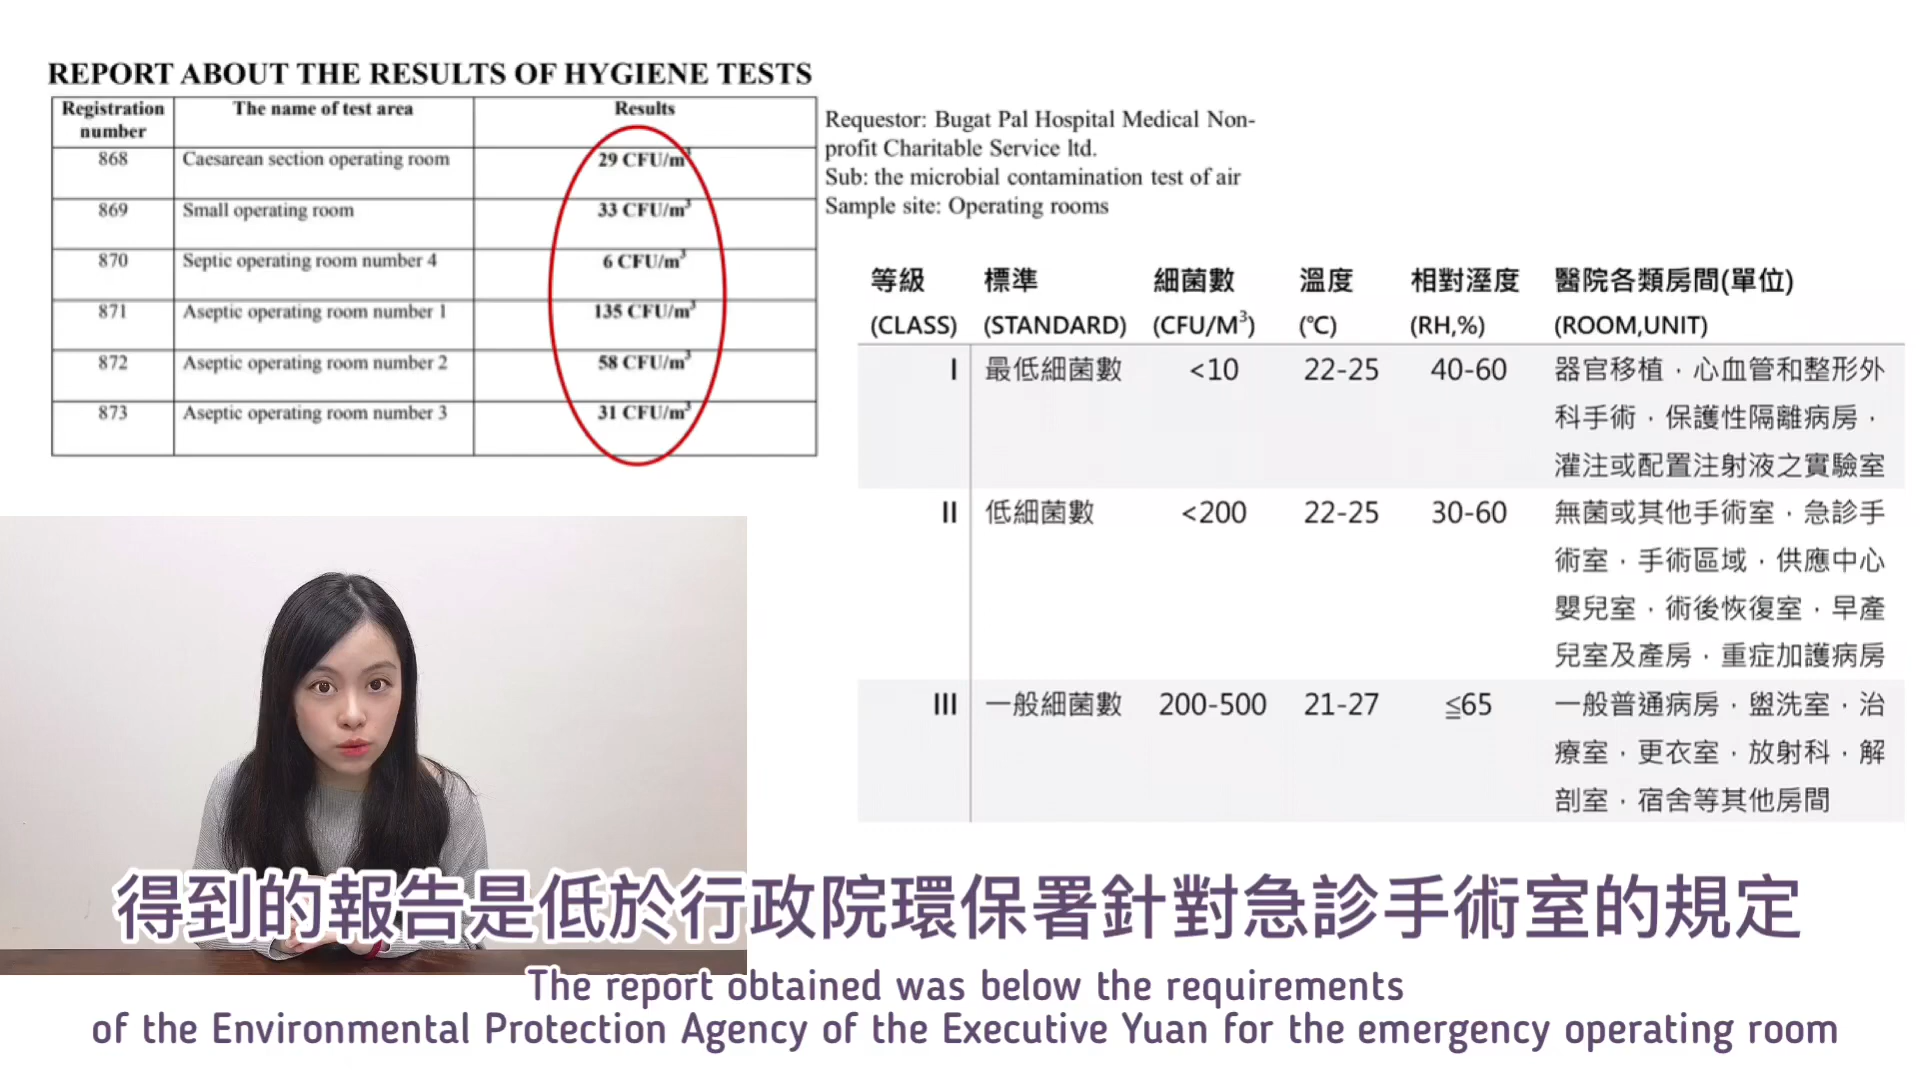 REPORT ABOUT THE RESULTS OF HYGIENE TESTS
Registration number
The name of test area
Results
868 Caesarean section operating room 29 CFU/m³
869 Small operating room 33 CFU/m³
870 Septic operating room number 4 6 CFU/m³
871 Aseptic operating room number 1 135 CFU/m³
872 Aseptic operating room number 2 58 CFU/m³
873 Aseptic operating room number 3 31 CFU/m³
Requestor: Bugat Pal Hospital Medical Non-
profit Charitable Service ltd.
Sub: the microbial contamination test of air
Sample site: Operating rooms
等級 標準 細菌數 溫度 相對溼度 醫院各類房間(單位)
(CLASS) (STANDARD) (CFU/M³) (℃) (RH,%) (ROOM,UNIT)
I 最低細菌數 <10 22-25 40-60 器官移植，心血管和整形外
科手術，保護性隔離病房，
灌注或配置注射液之實驗室
II 低細菌數 <200 22-25 30-60 無菌或其他手術室，急診手
術室，手術區域，供應中心
嬰兒室，術後恢復室，早產
兒室及產房，重症加護病房
III 一般細菌數 200-500 21-27 ≦65 一般普通病房，盥洗室，治
療室，更衣室，放射科，解
剖室，宿舍等其他房間
得到的報告是低於行政院環保署針對急診手術室的規定
The report obtained was below the requirements
of the Environmental Protection Agency of the Executive Yuan for the emergency operating room